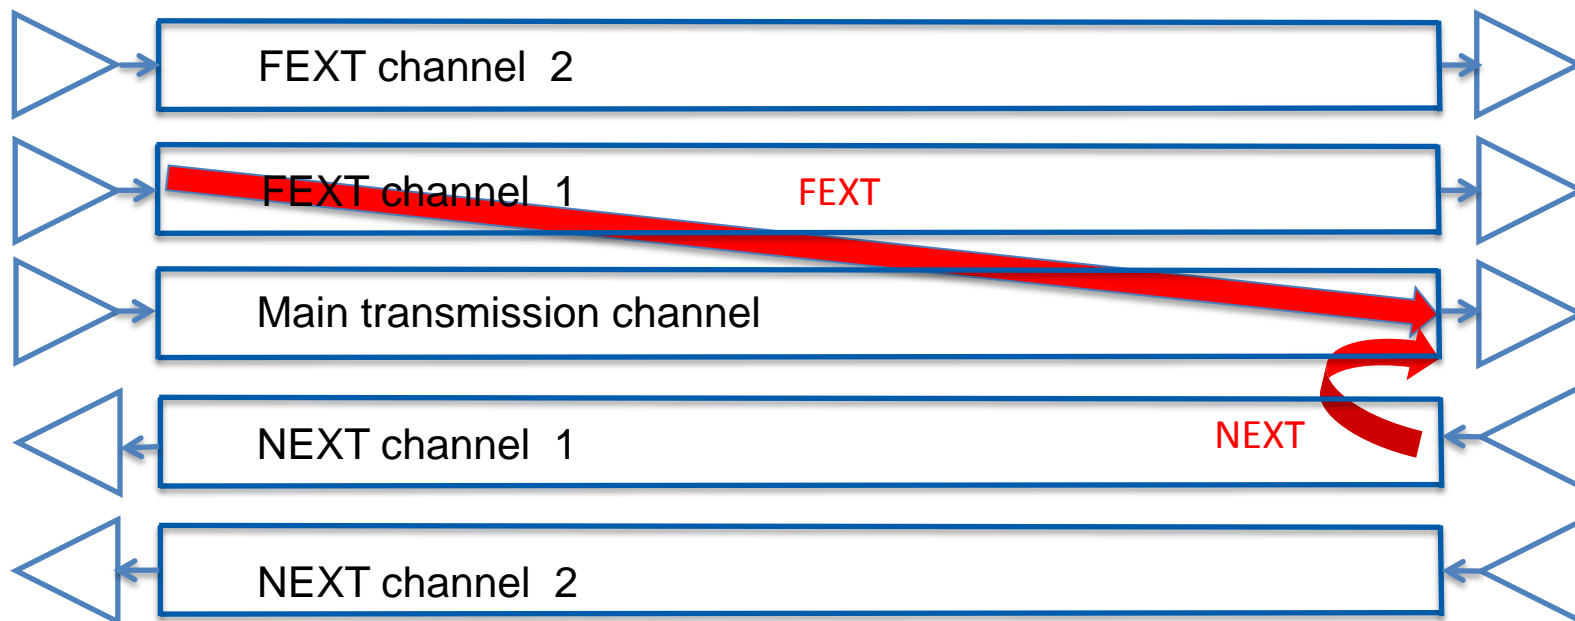 FEXT channel 2
FEXT channel 1
FEXT
Main transmission channel
NEXT channel 1
NEXT
NEXT channel 2